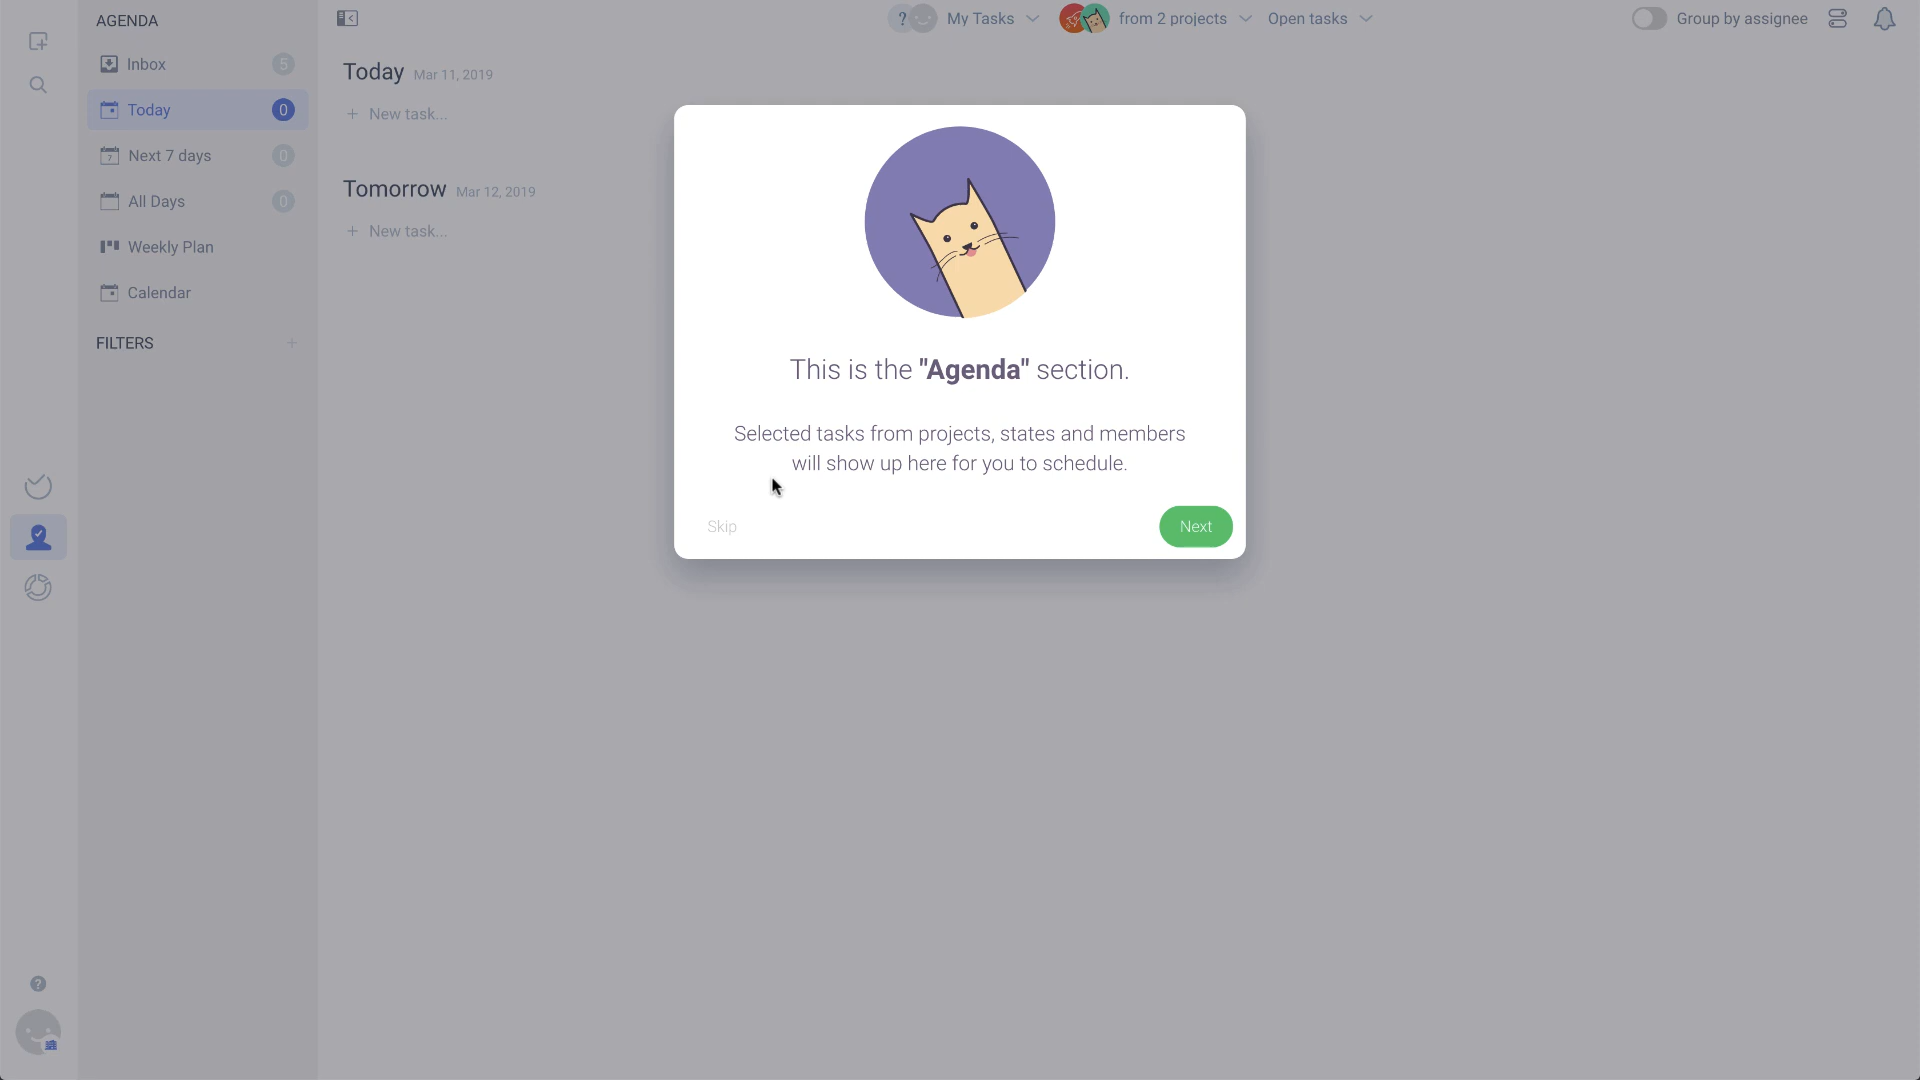 AGENDA
Inbox 5
Today 0
Next 7 days 0
All Days 0
Weekly Plan
Calendar
FILTERS
? My Tasks from 2 projects Open tasks Group by assignee
Today Mar 11, 2019
New task...
Tomorrow Mar 12, 2019
New task...
This is the "Agenda" section.
Selected tasks from projects, states and members
will show up here for you to schedule.
Skip Next
?